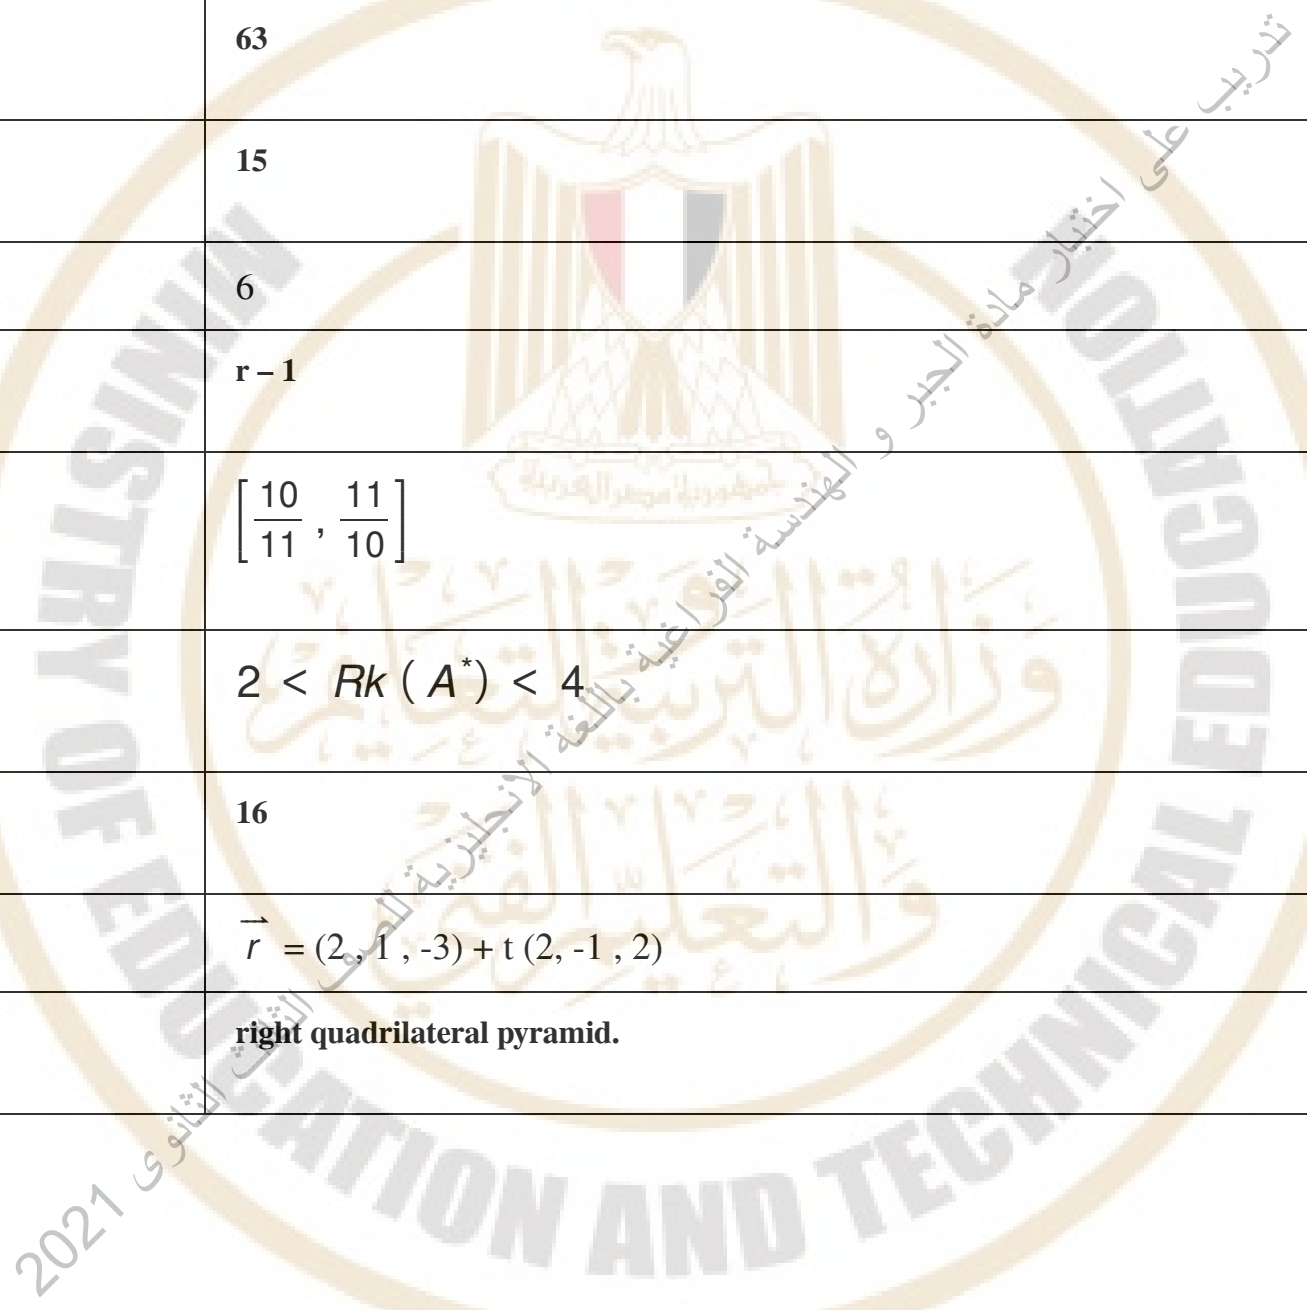 63
15
6
r – 1
[10/11 , 11/10]
2 < Rk ( A*) < 4
16
r⃗ = (2 , 1 , -3) + t (2, -1 , 2)
right quadrilateral pyramid.
تدريب على اختبار مادة الجبر و الهندسة الفراغية باللغة الانجليزية للصف الثالث الثانوى 2021
جمهورية مصر العربية
وزارة التربية والتعليم
والتعليم الفني
MINISTRY OF EDUCATION AND TECHNICAL EDUCATION